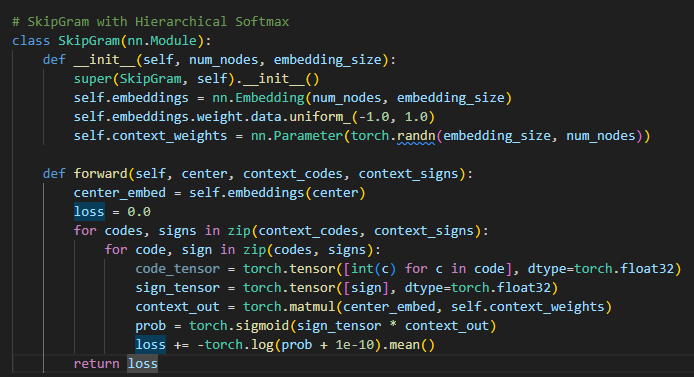 # SkipGram with Hierarchical Softmax
class SkipGram(nn.Module):
    def __init__(self, num_nodes, embedding_size):
        super(SkipGram, self).__init__()
        self.embeddings = nn.Embedding(num_nodes, embedding_size)
        self.embeddings.weight.data.uniform_(-1.0, 1.0)
        self.context_weights = nn.Parameter(torch.randn(embedding_size, num_nodes))
    def forward(self, center, context_codes, context_signs):
        center_embed = self.embeddings(center)
        loss = 0.0
        for codes, signs in zip(context_codes, context_signs):
            for code, sign in zip(codes, signs):
                code_tensor = torch.tensor([int(c) for c in code], dtype=torch.float32)
                sign_tensor = torch.tensor([sign], dtype=torch.float32)
                context_out = torch.matmul(center_embed, self.context_weights)
                prob = torch.sigmoid(sign_tensor * context_out)
                loss += -torch.log(prob + 1e-10).mean()
        return loss